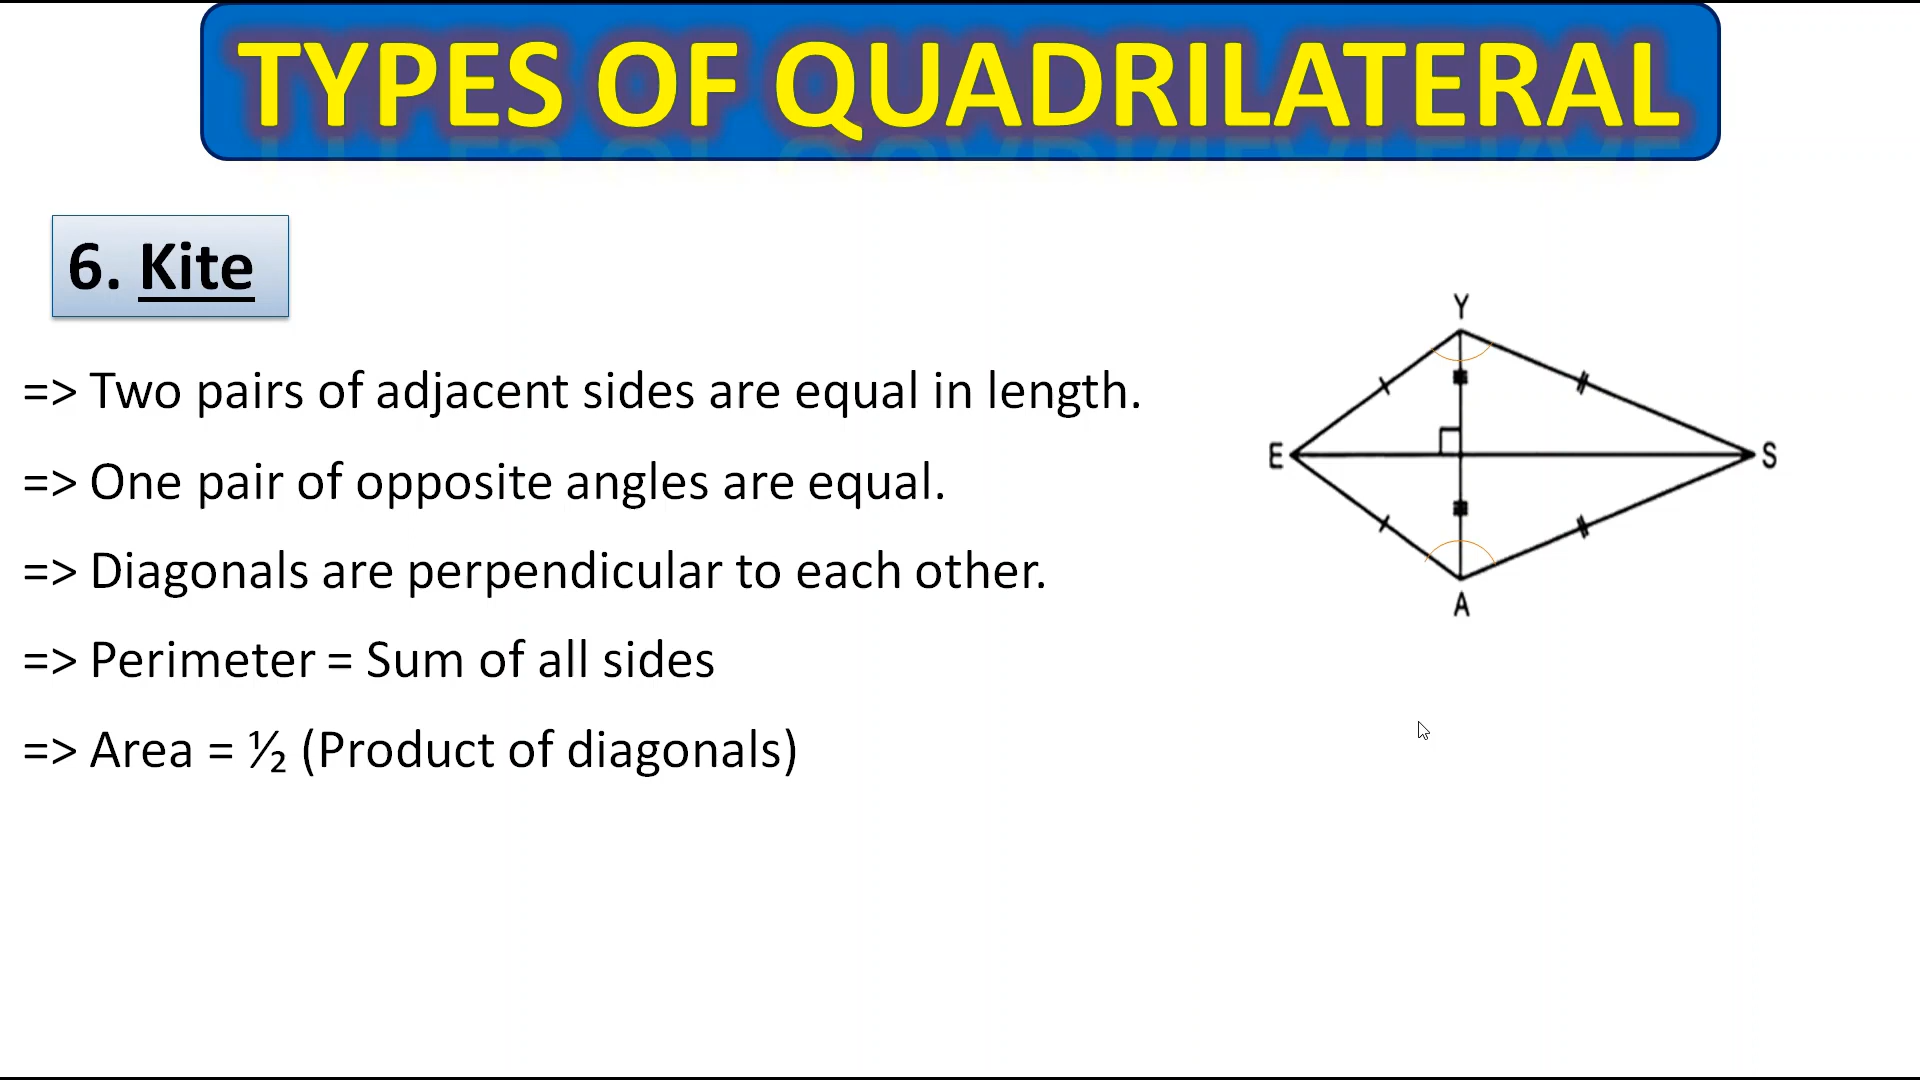 TYPES OF QUADRILATERAL
6. Kite
=> Two pairs of adjacent sides are equal in length.
=> One pair of opposite angles are equal.
=> Diagonals are perpendicular to each other.
=> Perimeter = Sum of all sides
=> Area = ½ (Product of diagonals)
Y
E
S
A